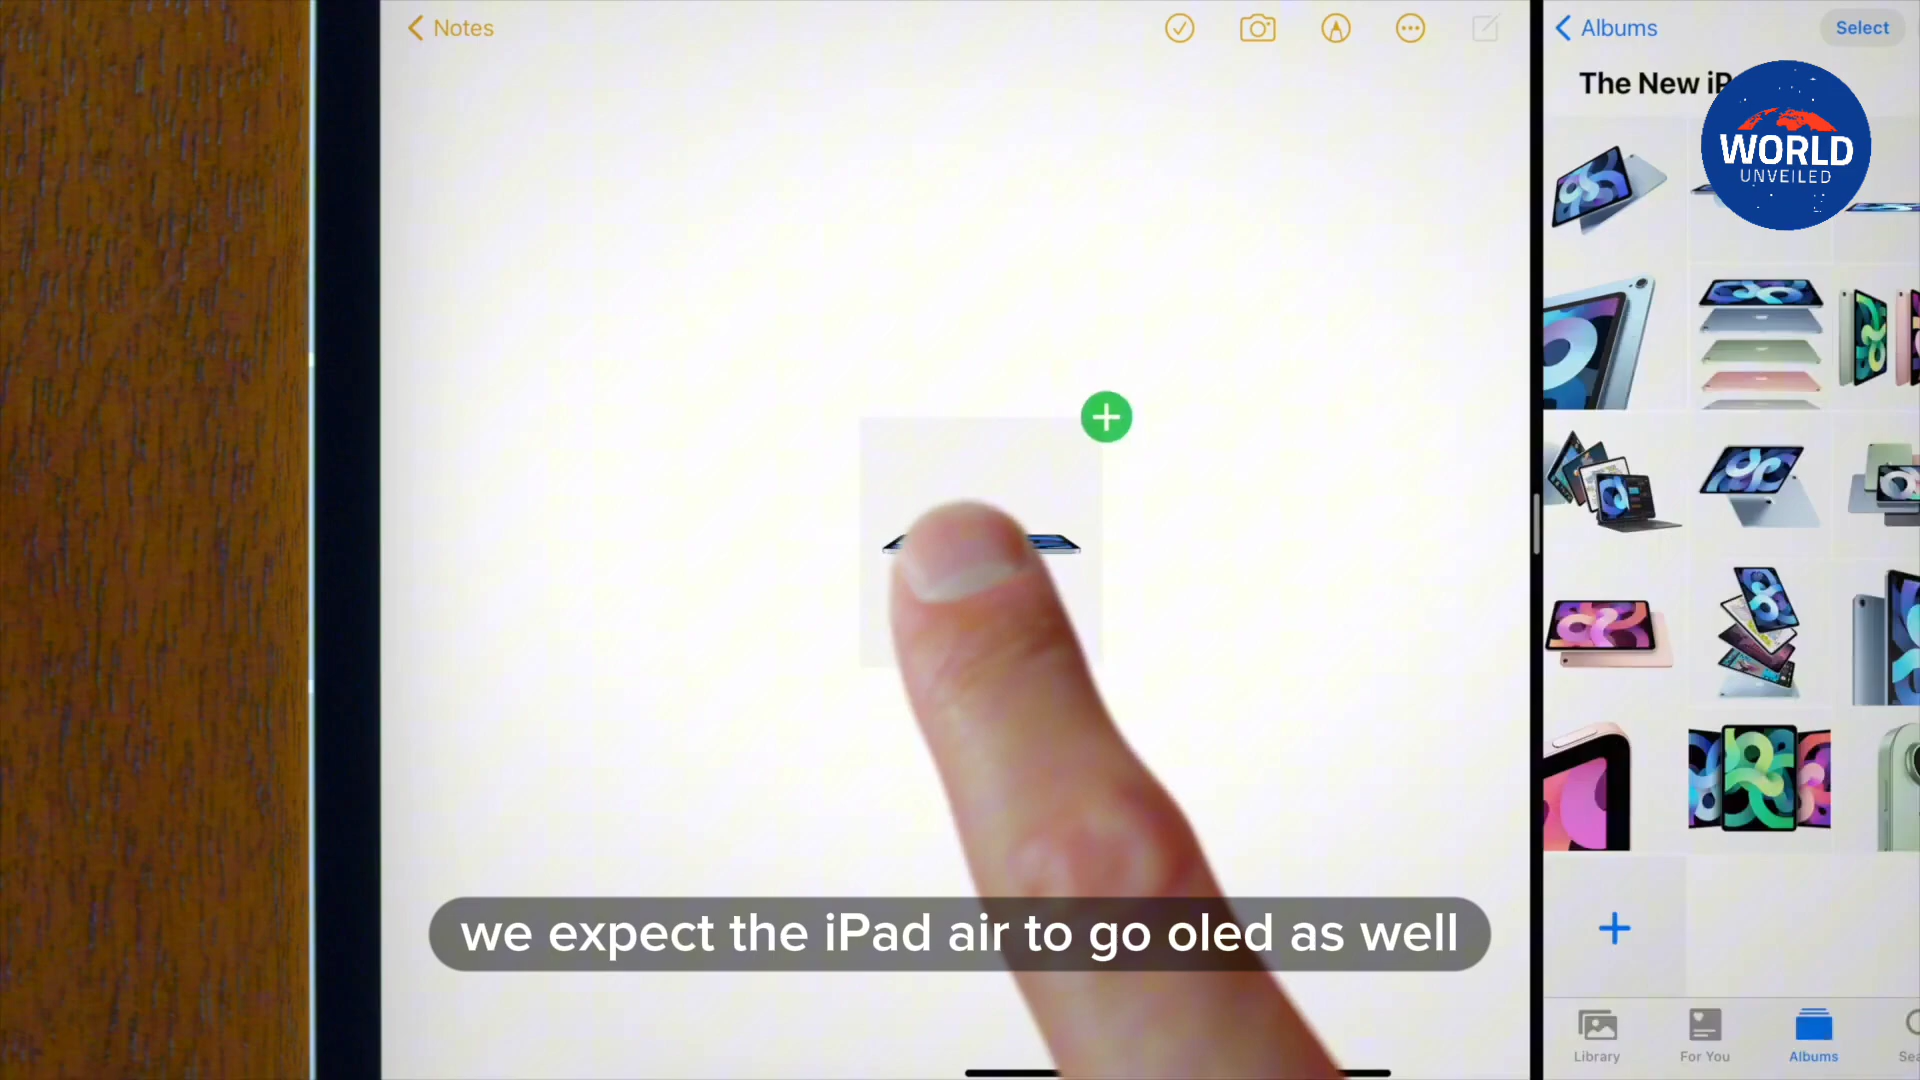 Notes
Albums
Select
The New iP
WORLD
UNVEILED
we expect the iPad air to go oled as well
Library
For You
Albums
Sea